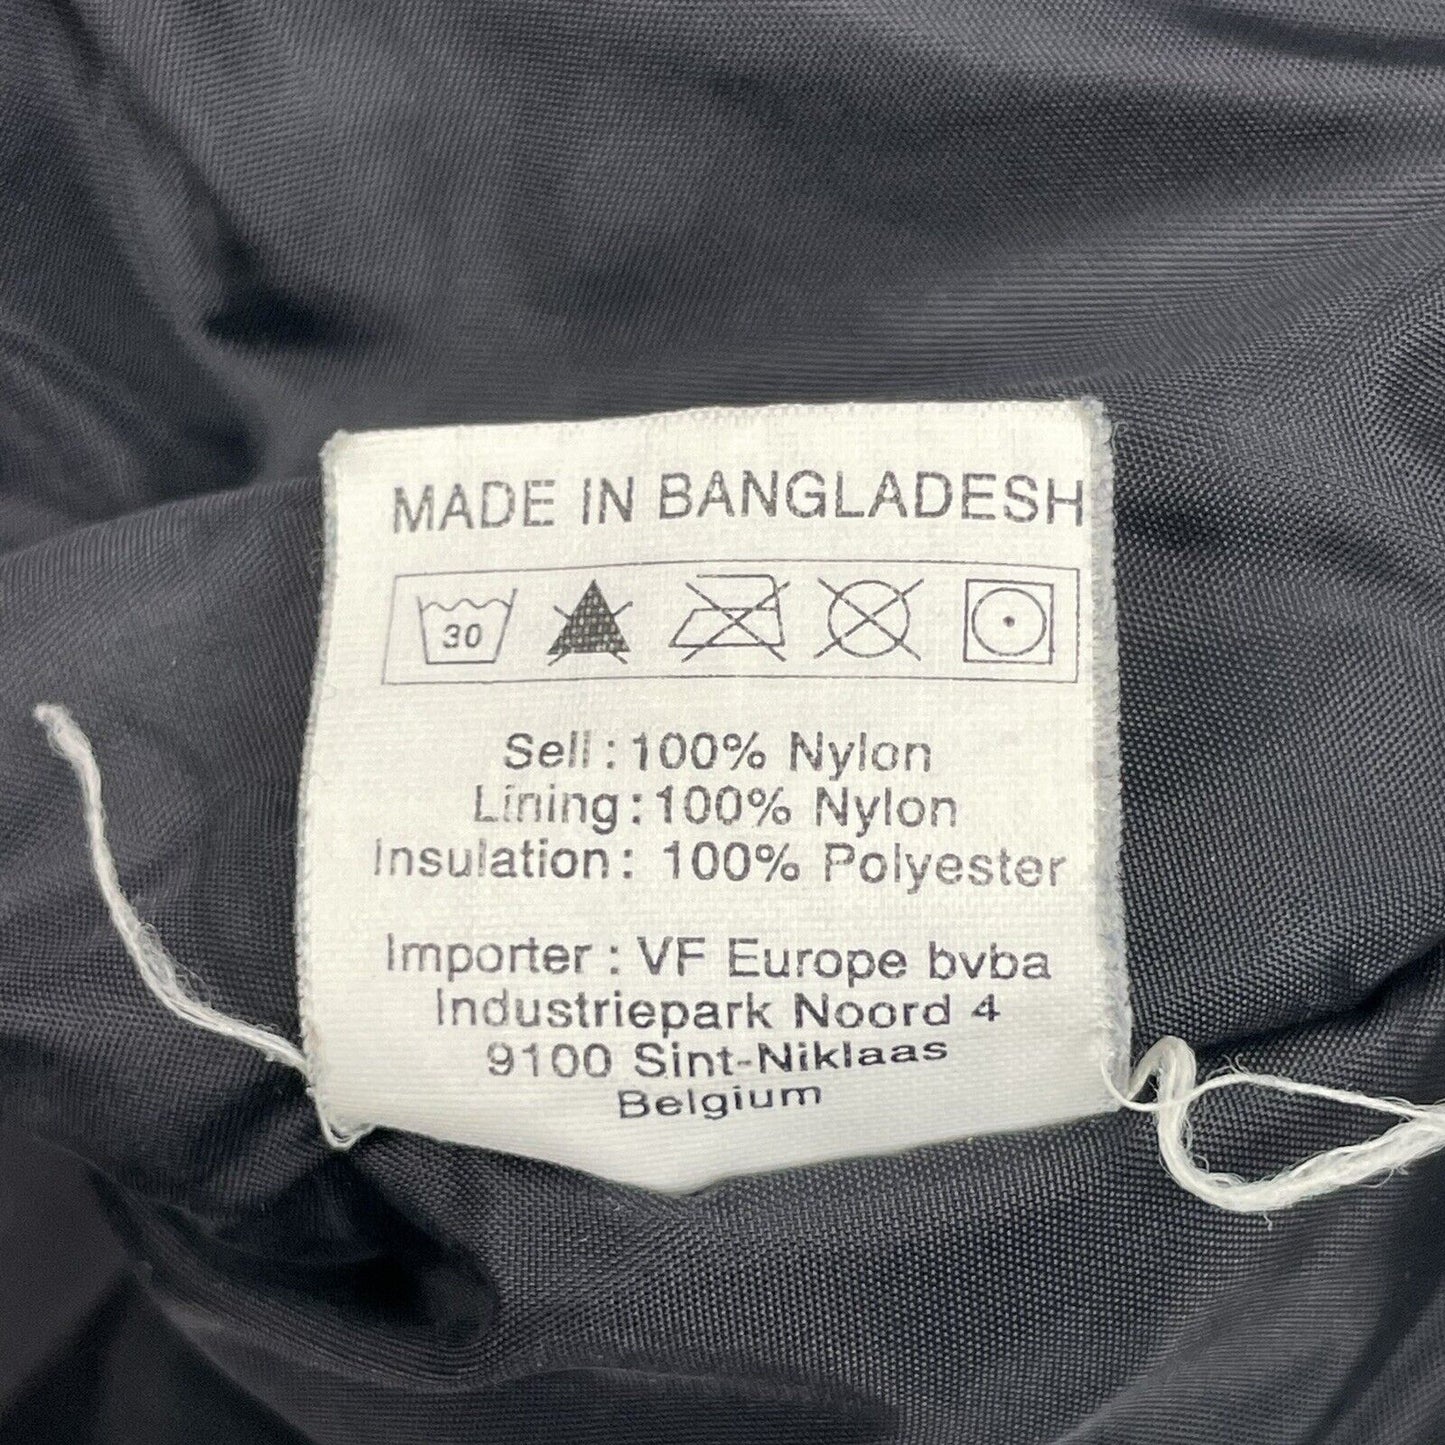 MADE IN BANGLADESH
30
Sell : 100% Nylon
Lining : 100% Nylon
Insulation : 100% Polyester
Importer : VF Europe bvba
Industriepark Noord 4
9100 Sint-Niklaas
Belgium